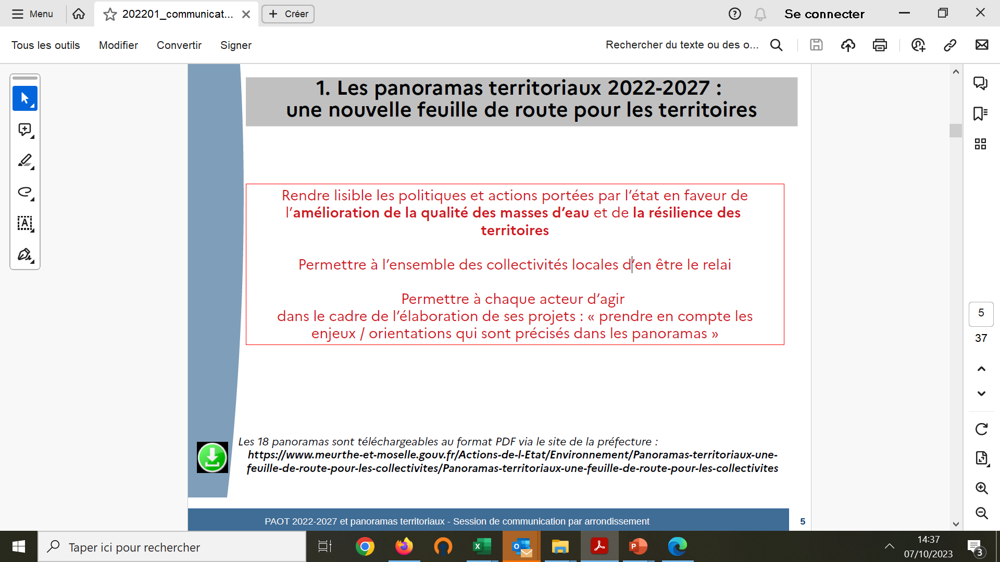 Menu
202201_communicat...
Créer
Se connecter
Tous les outils
Modifier
Convertir
Signer
Rechercher du texte ou des o...
1. Les panoramas territoriaux 2022-2027 :
une nouvelle feuille de route pour les territoires
Rendre lisible les politiques et actions portées par l’état en faveur de
l’amélioration de la qualité des masses d’eau et de la résilience des
territoires
Permettre à l’ensemble des collectivités locales d’en être le relai
Permettre à chaque acteur d’agir
dans le cadre de l’élaboration de ses projets : « prendre en compte les
enjeux / orientations qui sont précisés dans les panoramas »
5
37
Les 18 panoramas sont téléchargeables au format PDF via le site de la préfecture :
https://www.meurthe-et-moselle.gouv.fr/Actions-de-l-Etat/Environnement/Panoramas-territoriaux-une-
feuille-de-route-pour-les-collectivites/Panoramas-territoriaux-une-feuille-de-route-pour-les-collectivites
PAOT 2022-2027 et panoramas territoriaux - Session de communication par arrondissement
5
Taper ici pour rechercher
14:37
07/10/2023
3